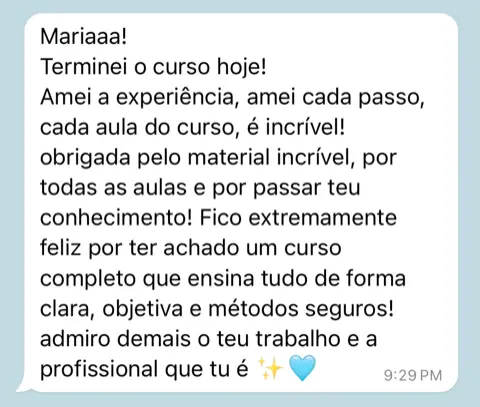 Mariaaa!
Terminei o curso hoje!
Amei a experiência, amei cada passo,
cada aula do curso, é incrível!
obrigada pelo material incrível, por
todas as aulas e por passar teu
conhecimento! Fico extremamente
feliz por ter achado um curso
completo que ensina tudo de forma
clara, objetiva e métodos seguros!
admiro demais o teu trabalho e a
profissional que tu é ✨🩵
9:29 PM